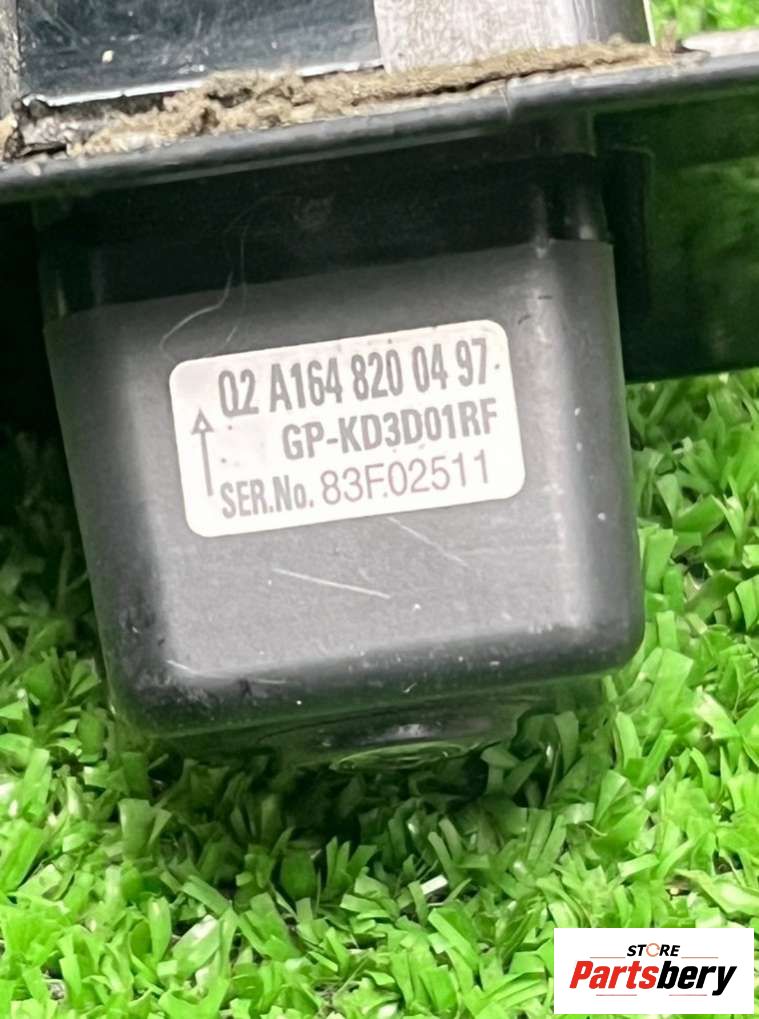 02 A164 820 04 97
GP-KD3D01RF
SER.No. 83F02511
STORE
Partsbery